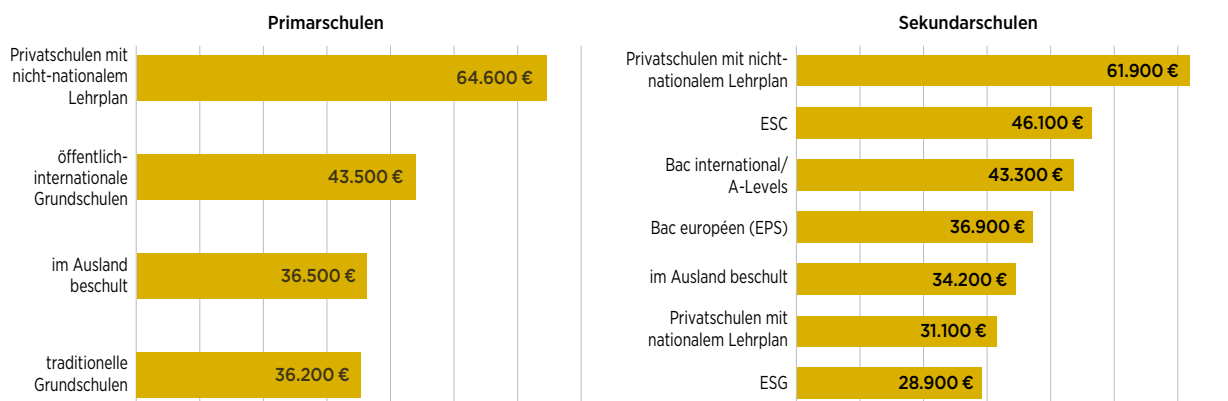 Primarschulen
Privatschulen mit
nicht-nationalem
Lehrplan
64.600 €
öffentlich-
internationale
Grundschulen
43.500 €
im Ausland
beschult
36.500 €
traditionelle
Grundschulen
36.200 €
Sekundarschulen
Privatschulen mit nicht-
nationalem Lehrplan
61.900 €
ESC
46.100 €
Bac international/
A-Levels
43.300 €
Bac européen (EPS)
36.900 €
im Ausland beschult
34.200 €
Privatschulen mit
nationalem Lehrplan
31.100 €
ESG
28.900 €